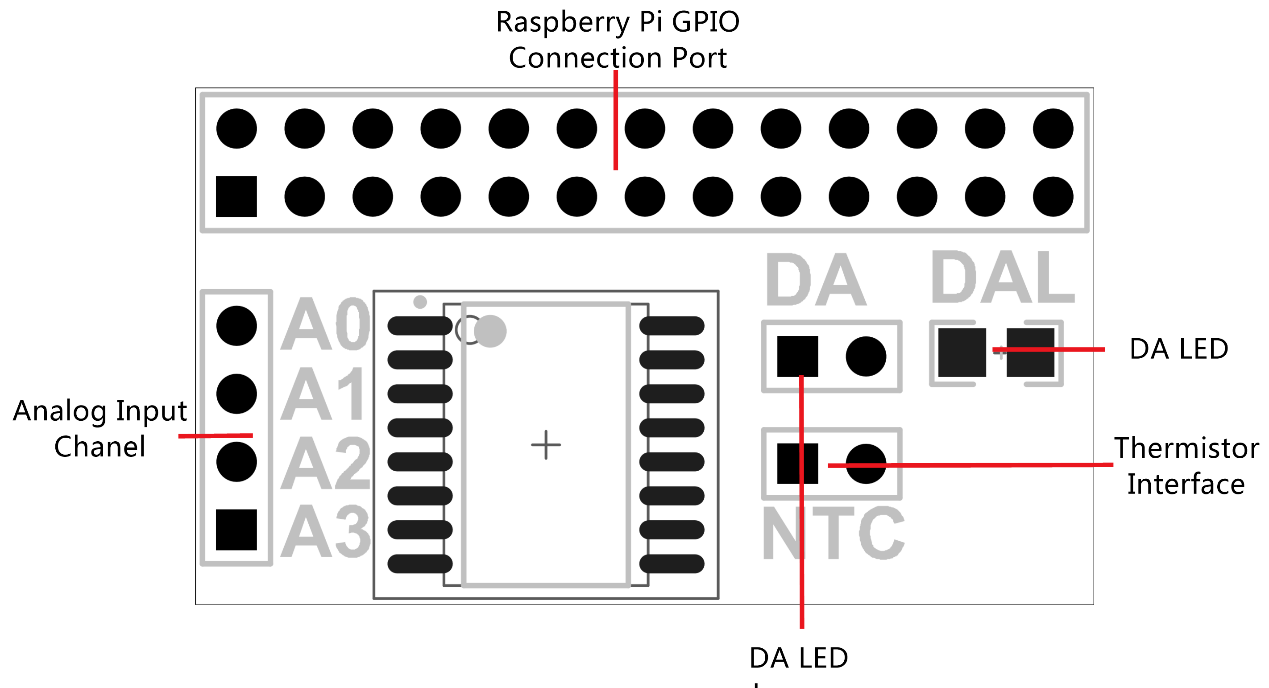 Raspberry Pi GPIO
Connection Port
DA
DAL
A0
A1
A2
A3
Analog Input
Chanel
DA LED
Thermistor
Interface
NTC
DA LED